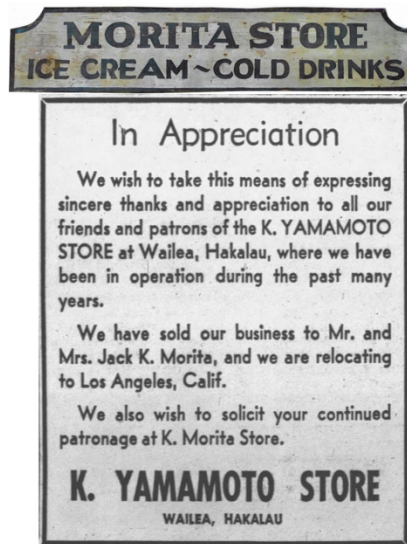 MORITA STORE
ICE CREAM ~ COLD DRINKS
In Appreciation
We wish to take this means of expressing
sincere thanks and appreciation to all our
friends and patrons of the K. YAMAMOTO
STORE at Wailea, Hakalau, where we have
been in operation during the past many
years.
We have sold our business to Mr. and
Mrs. Jack K. Morita, and we are relocating
to Los Angeles, Calif.
We also wish to solicit your continued
patronage at K. Morita Store.
K. YAMAMOTO STORE
WAILEA, HAKALAU